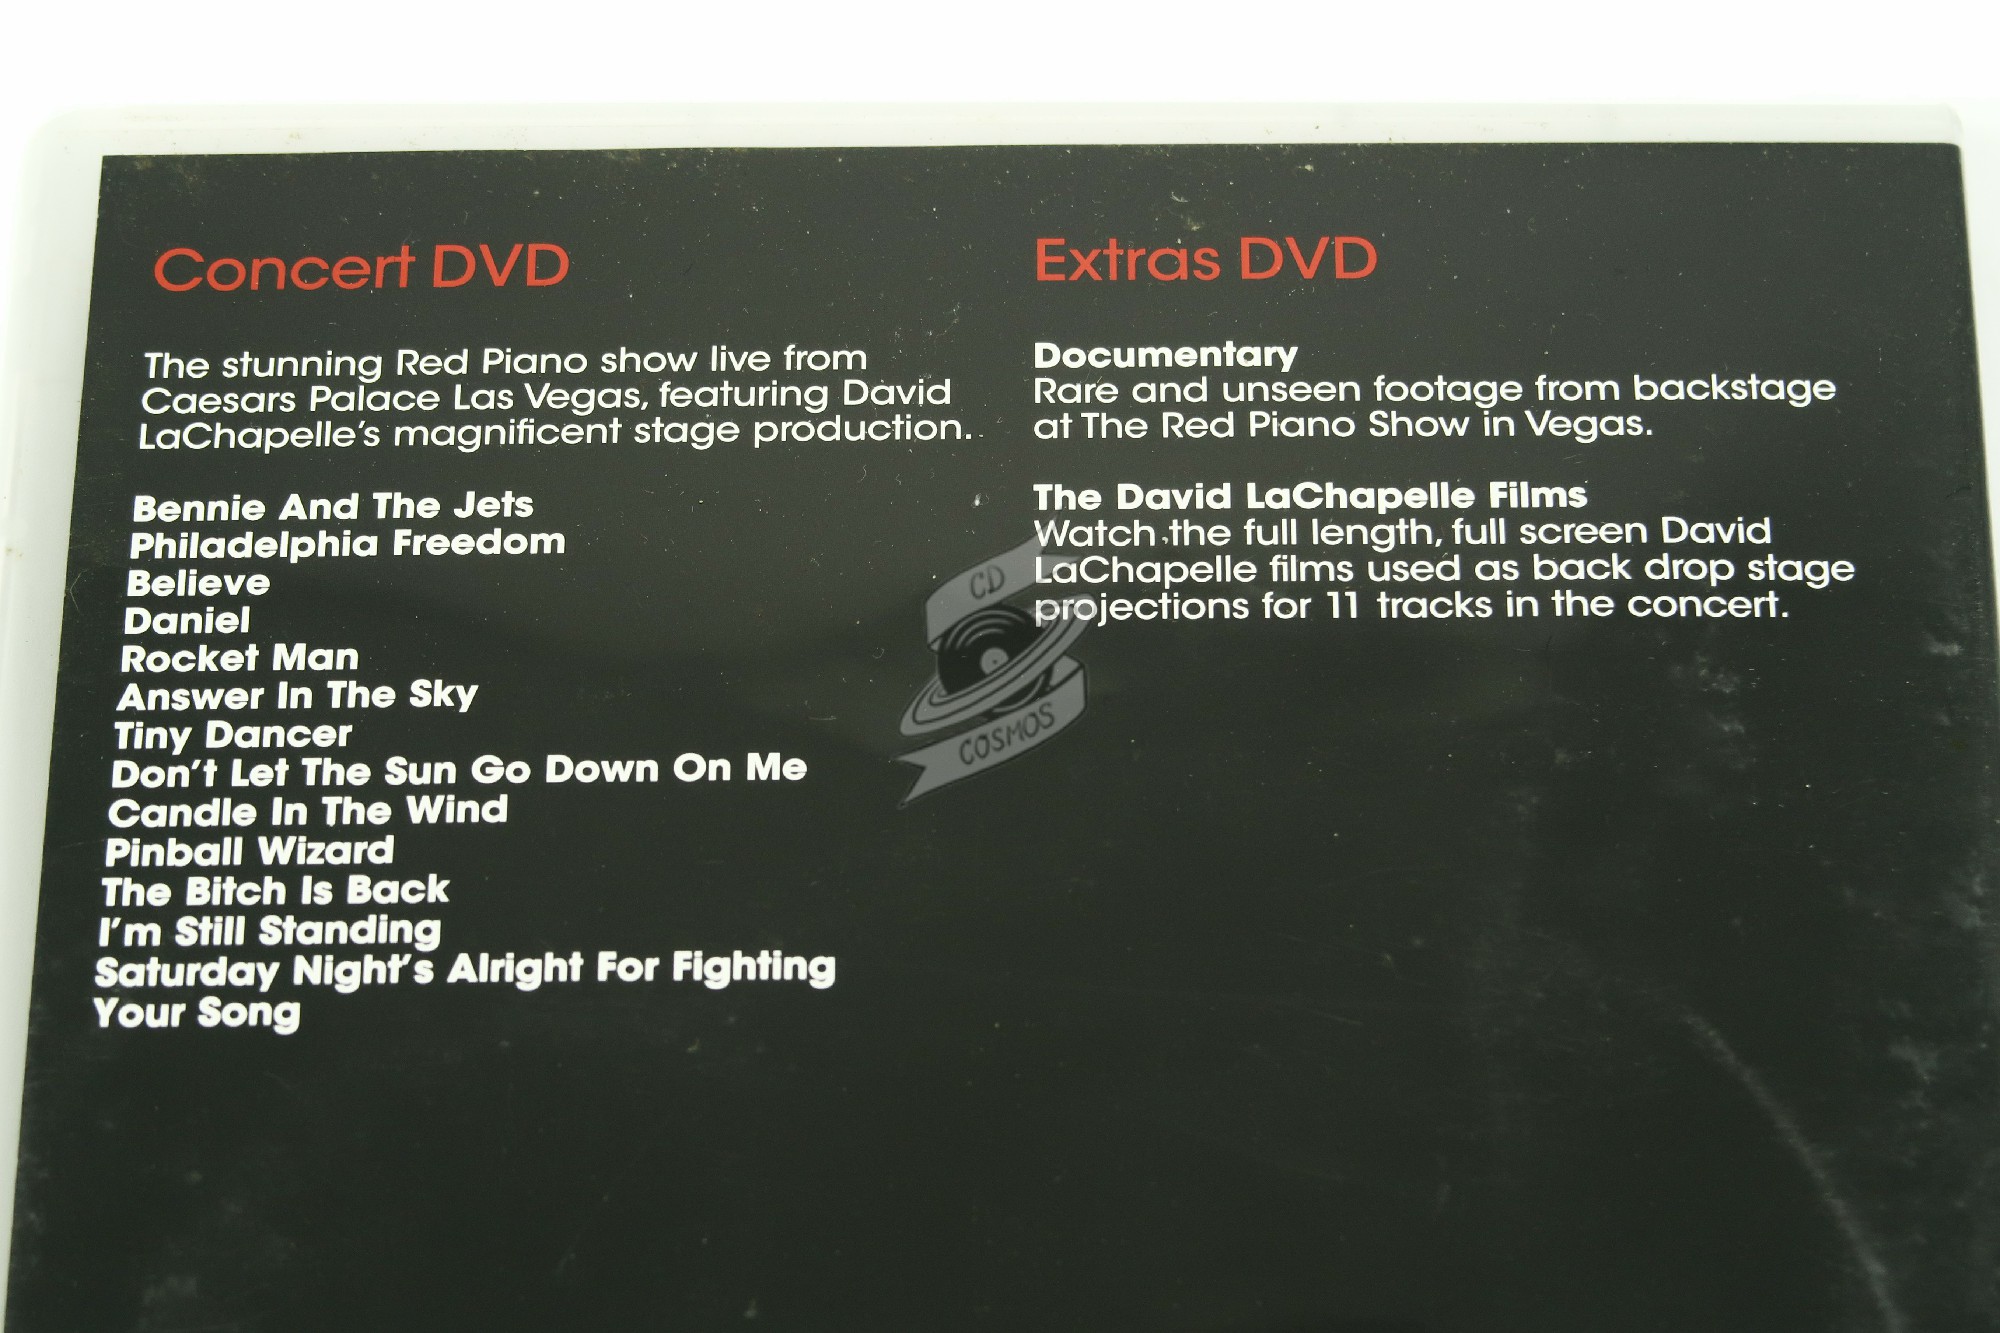 Concert DVD
The stunning Red Piano show live from
Caesars Palace Las Vegas, featuring David
LaChapelle's magnificent stage production.
Bennie And The Jets
Philadelphia Freedom
Believe
Daniel
Rocket Man
Answer In The Sky
Tiny Dancer
Don't Let The Sun Go Down On Me
Candle In The Wind
Pinball Wizard
The Bitch Is Back
I'm Still Standing
Saturday Night's Alright For Fighting
Your Song
Extras DVD
Documentary
Rare and unseen footage from backstage
at The Red Piano Show in Vegas.
The David LaChapelle Films
Watch the full length, full screen David
LaChapelle films used as back drop stage
projections for 11 tracks in the concert.
CD
COSMOS